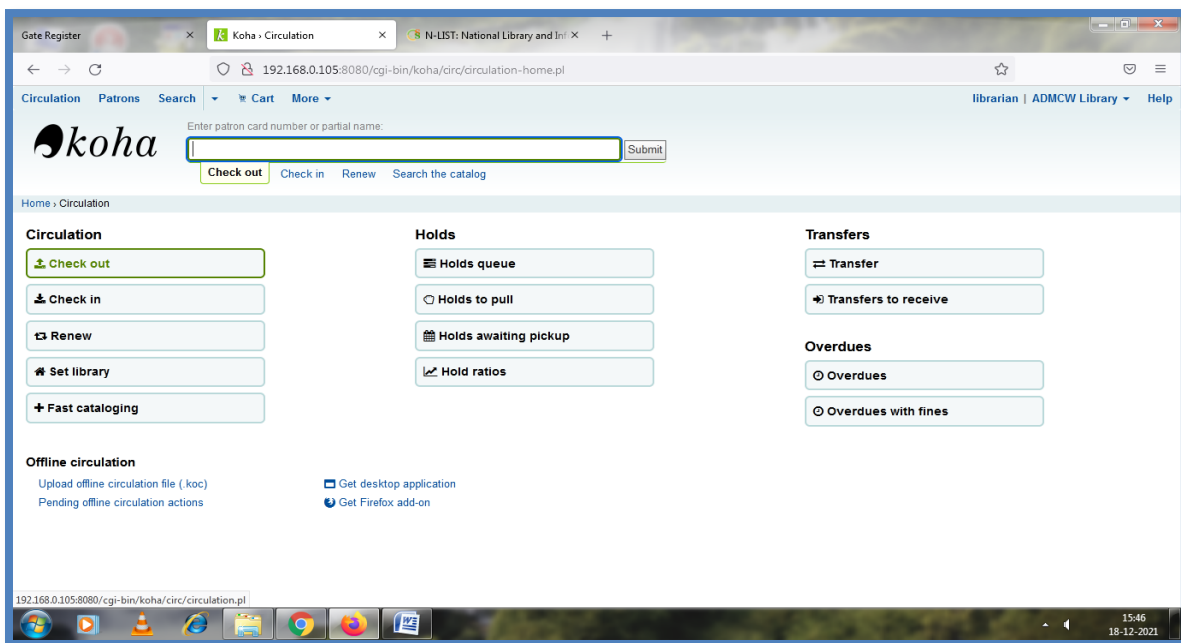 Gate Register
Koha › Circulation
N-LIST: National Library and Inf
192.168.0.105:8080/cgi-bin/koha/circ/circulation-home.pl
Circulation Patrons Search Cart More librarian | ADMCW Library Help
Enter patron card number or partial name:
koha
Submit
Check out Check in Renew Search the catalog
Home › Circulation
Circulation
Check out
Check in
Renew
Set library
Fast cataloging
Holds
Holds queue
Holds to pull
Holds awaiting pickup
Hold ratios
Transfers
Transfer
Transfers to receive
Overdues
Overdues
Overdues with fines
Offline circulation
Upload offline circulation file (.koc)
Pending offline circulation actions
Get desktop application
Get Firefox add-on
192.168.0.105:8080/cgi-bin/koha/circ/circulation.pl
15:46
18-12-2021